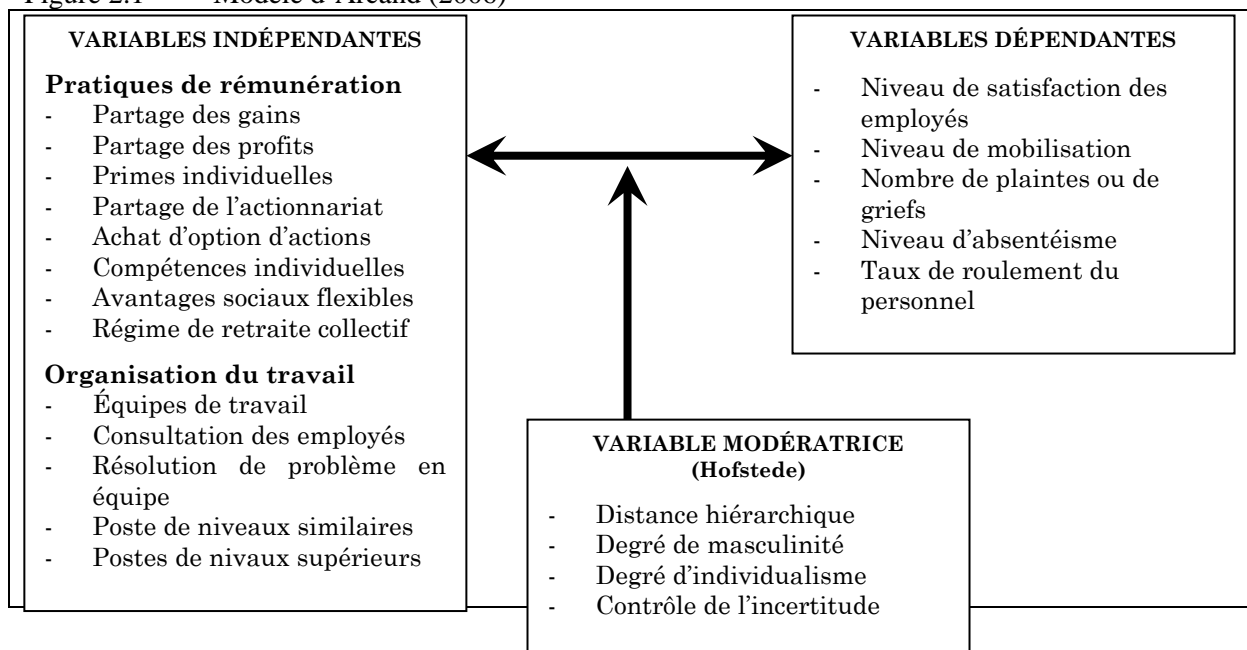 Figure 2.1 Modèle d'Arcand (2006)
VARIABLES INDÉPENDANTES
Pratiques de rémunération
- Partage des gains
- Partage des profits
- Primes individuelles
- Partage de l'actionnariat
- Achat d'option d'actions
- Compétences individuelles
- Avantages sociaux flexibles
- Régime de retraite collectif
Organisation du travail
- Équipes de travail
- Consultation des employés
- Résolution de problème en
équipe
- Poste de niveaux similaires
- Postes de nivaux supérieurs
VARIABLES DÉPENDANTES
- Niveau de satisfaction des
employés
- Niveau de mobilisation
- Nombre de plaintes ou de
griefs
- Niveau d'absentéisme
- Taux de roulement du
personnel
VARIABLE MODÉRATRICE
(Hofstede)
- Distance hiérarchique
- Degré de masculinité
- Degré d'individualisme
- Contrôle de l'incertitude